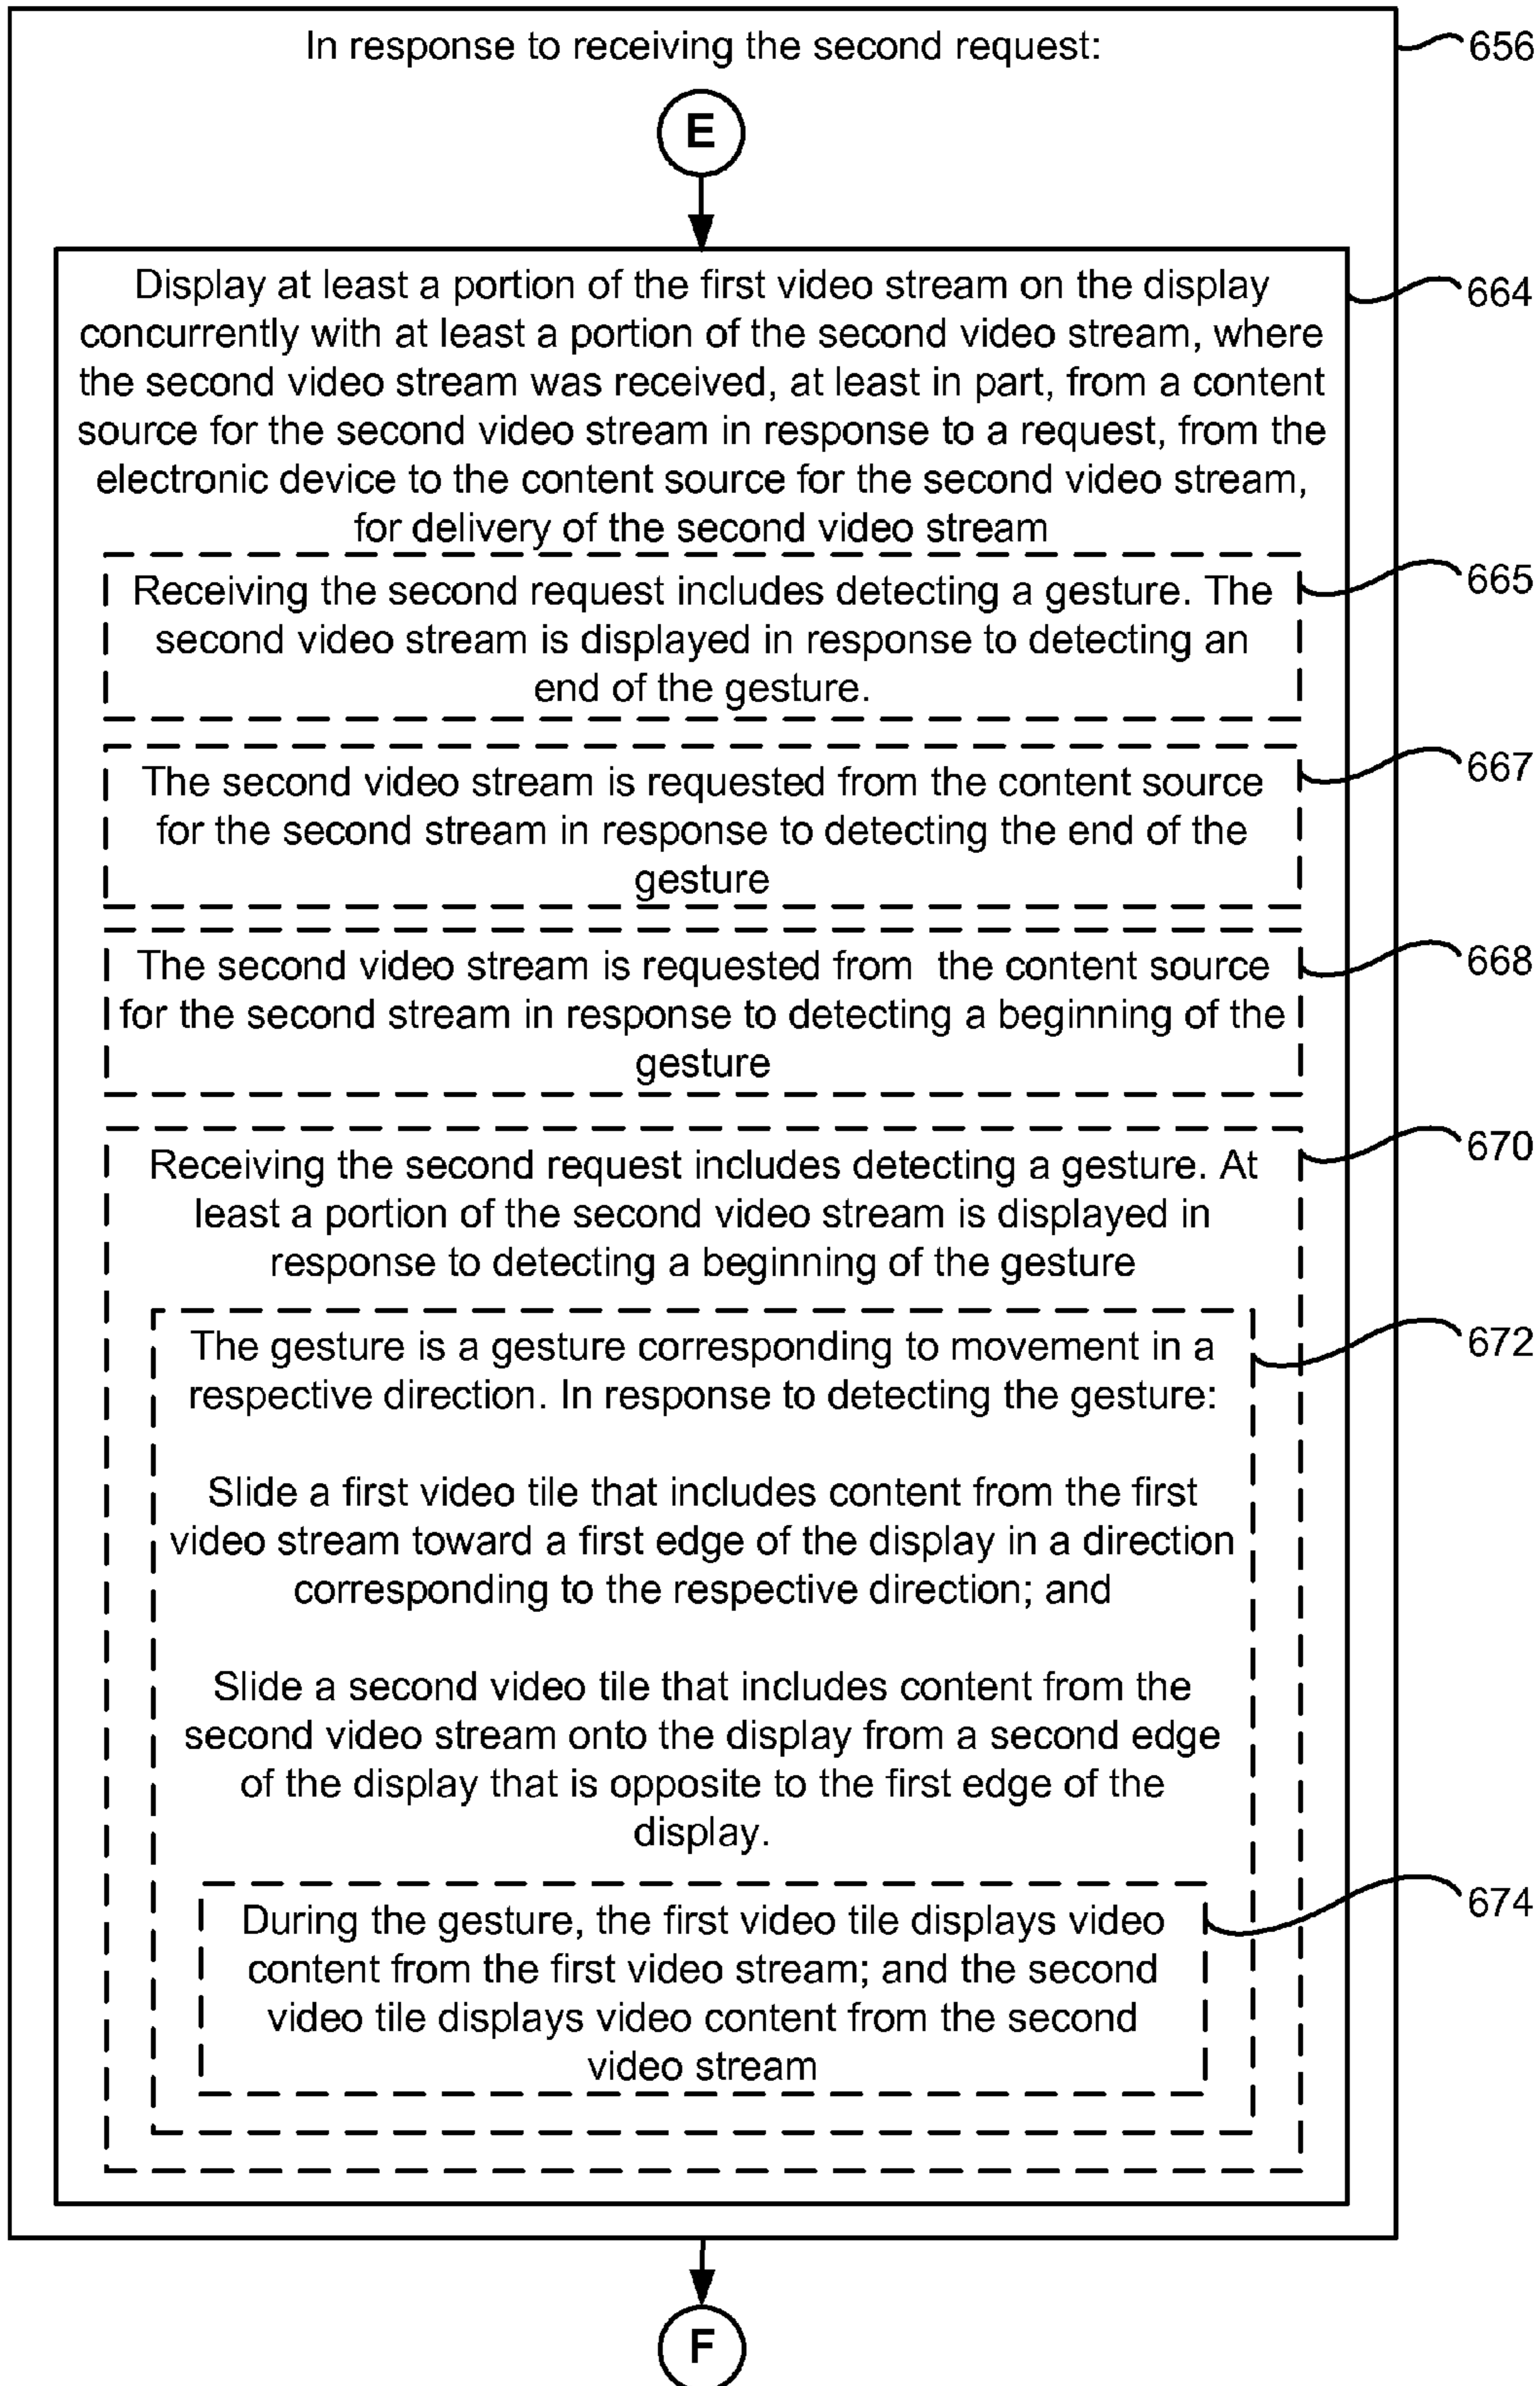 In response to receiving the second request:
656
E
Display at least a portion of the first video stream on the display
664
concurrently with at least a portion of the second video stream, where
the second video stream was received, at least in part, from a content
source for the second video stream in response to a request, from the
electronic device to the content source for the second video stream,
for delivery of the second video stream
Receiving the second request includes detecting a gesture. The
665
second video stream is displayed in response to detecting an
end of the gesture.
The second video stream is requested from the content source
667
for the second stream in response to detecting the end of the
gesture
The second video stream is requested from the content source
668
for the second stream in response to detecting a beginning of the
gesture
Receiving the second request includes detecting a gesture. At
670
least a portion of the second video stream is displayed in
response to detecting a beginning of the gesture
The gesture is a gesture corresponding to movement in a
672
respective direction. In response to detecting the gesture:
Slide a first video tile that includes content from the first
video stream toward a first edge of the display in a direction
corresponding to the respective direction; and
Slide a second video tile that includes content from the
second video stream onto the display from a second edge
of the display that is opposite to the first edge of the
display.
During the gesture, the first video tile displays video
674
content from the first video stream; and the second
video tile displays video content from the second
video stream
F